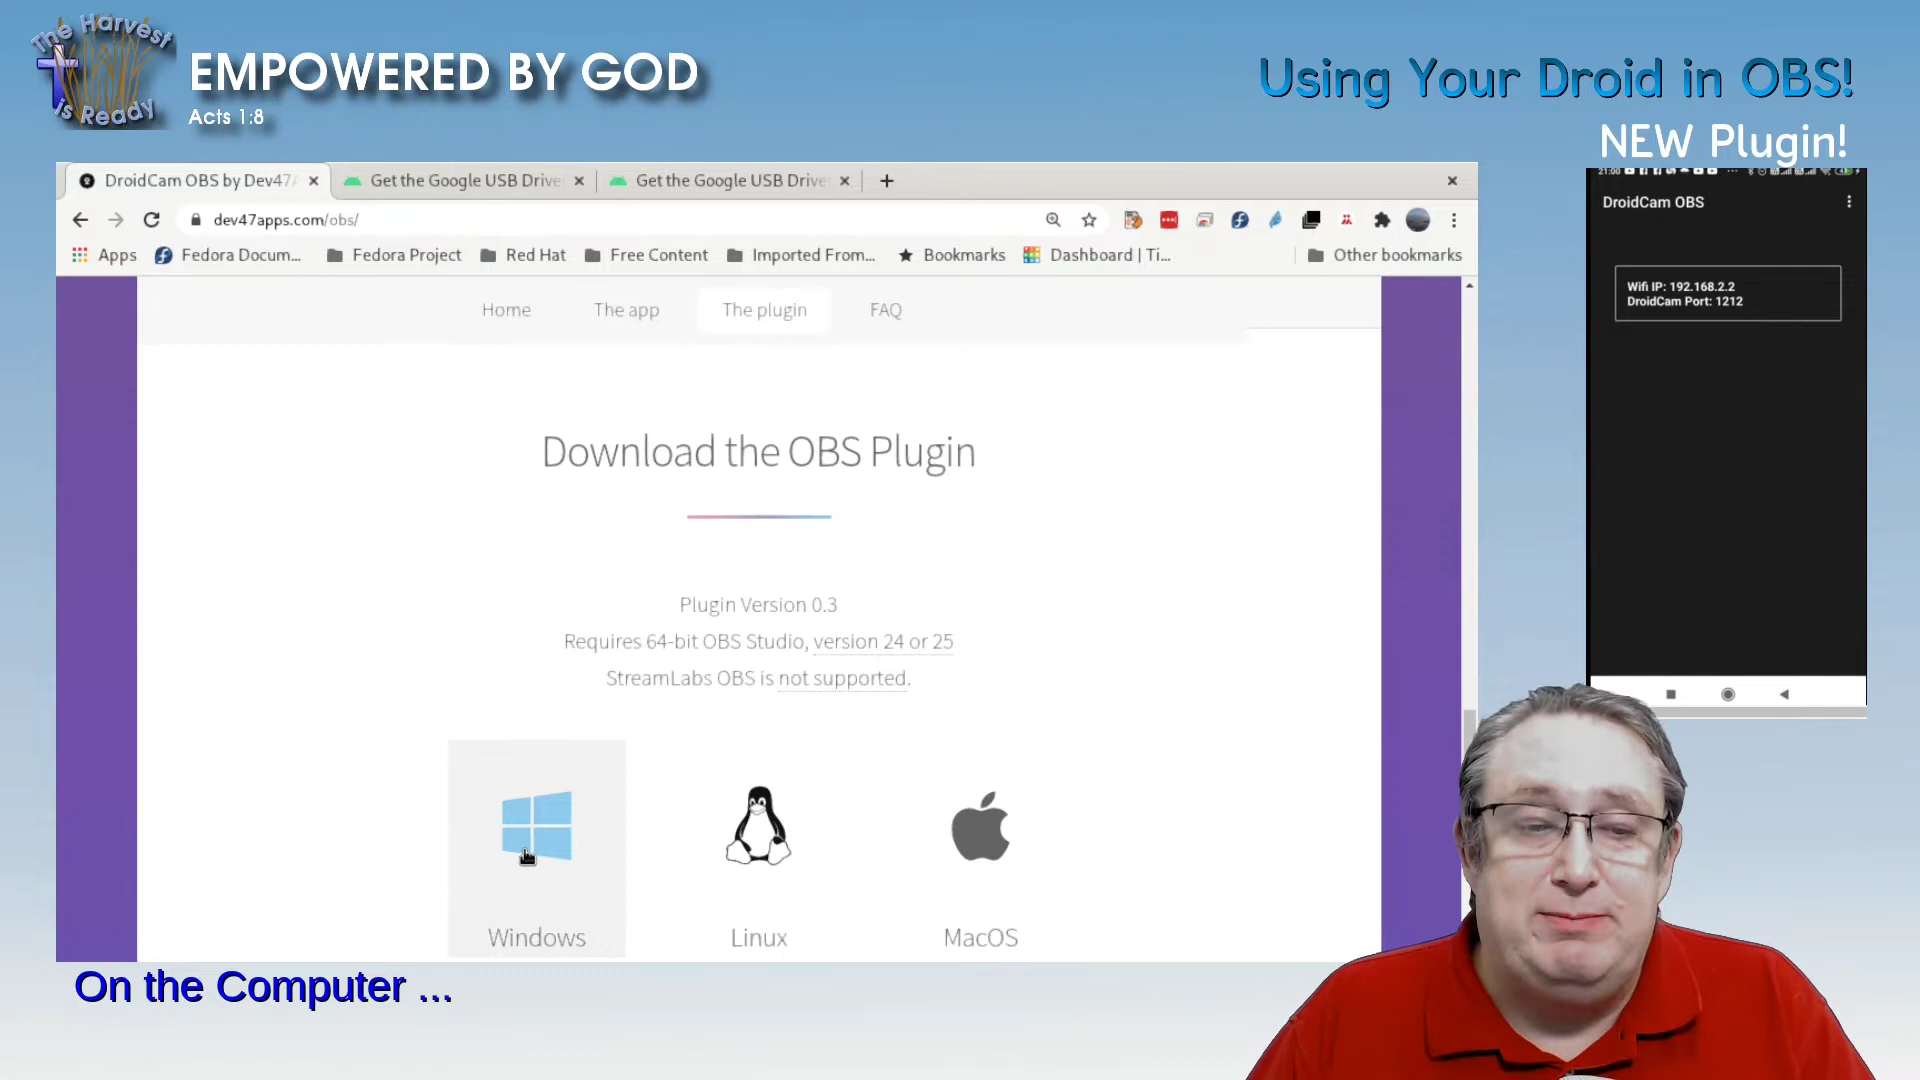 The Harvest
is Ready
EMPOWERED BY GOD
Acts 1:8
Using Your Droid in OBS!
NEW Plugin!
DroidCam OBS by Dev47A
Get the Google USB Drive
Get the Google USB Drive
dev47apps.com/obs/
Apps
Fedora Docum...
Fedora Project
Red Hat
Free Content
Imported From...
Bookmarks
Dashboard | Ti...
Other bookmarks
Home
The app
The plugin
FAQ
Download the OBS Plugin
Plugin Version 0.3
Requires 64-bit OBS Studio, version 24 or 25
StreamLabs OBS is not supported.
Windows
Linux
MacOS
21:00
DroidCam OBS
Wifi IP: 192.168.2.2
DroidCam Port: 1212
On the Computer ...